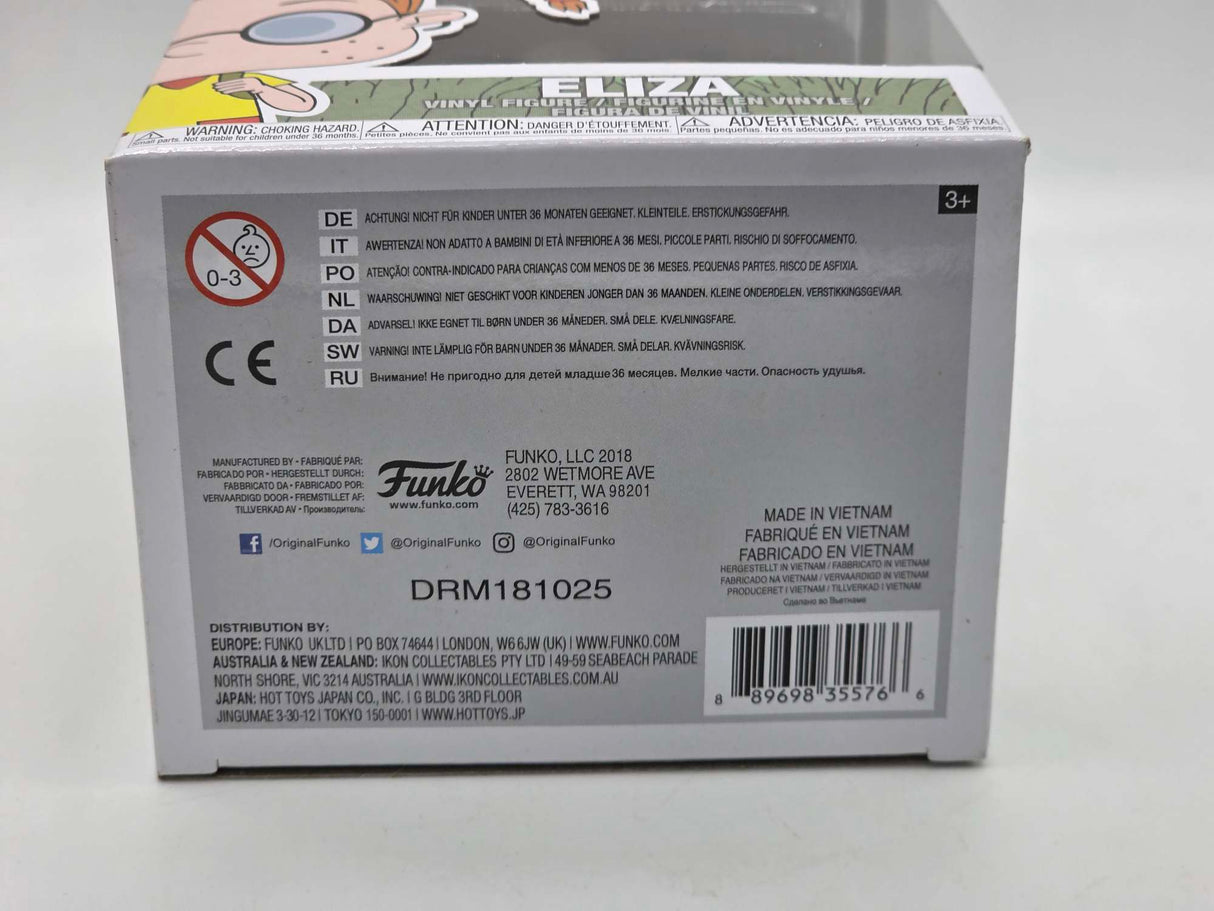 ELIZA
VINYL FIGURE / FIGURINE EN VINYLE /
FIGURA DE VINIL
WARNING: CHOKING HAZARD.
Small parts. Not suitable for children under 36 months.
ATTENTION: DANGER D'ÉTOUFFEMENT.
Petites pièces. Ne convient pas aux enfants de moins de 36 mois.
ADVERTENCIA: PELIGRO DE ASFIXIA
Partes pequeñas. No es adecuado para niños menores de 36 meses.
3+
0-3
DE ACHTUNG! NICHT FÜR KINDER UNTER 36 MONATEN GEEIGNET. KLEINTEILE. ERSTICKUNGSGEFAHR.
IT AWERTENZA! NON ADATTO A BAMBINI DI ETÀ INFERIORE A 36 MESI. PICCOLE PARTI. RISCHIO DI SOFFOCAMENTO.
PO ATENÇÃO! CONTRA-INDICADO PARA CRIANÇAS COM MENOS DE 36 MESES. PEQUENAS PARTES. RISCO DE ASFIXIA.
NL WAARSCHUWING! NIET GESCHIKT VOOR KINDEREN JONGER DAN 36 MAANDEN. KLEINE ONDERDELEN. VERSTIKKINGSGEVAAR.
DA ADVARSEL! IKKE EGNET TIL BØRN UNDER 36 MÅNEDER. SMÅ DELE. KVÆLNINGSFARE.
SW VARNING! INTE LÄMPLIG FÖR BARN UNDER 36 MÅNADER. SMÅ DELAR. KVÄVNINGSRISK.
RU Внимание! Не пригодно для детей младше 36 месяцев. Мелкие части. Опасность удушья.
CE
MANUFACTURED BY • FABRIQUÉ PAR:
FABRICADO POR • HERGESTELLT DURCH:
FABBRICATO DA • FABRICADO POR:
VERVAARDIGD DOOR • FREMSTILLET AF:
TILLVERKAD AV • Производитель:
Funko
www.funko.com
FUNKO, LLC 2018
2802 WETMORE AVE
EVERETT, WA 98201
(425) 783-3616
f /OriginalFunko @OriginalFunko @OriginalFunko
DRM181025
MADE IN VIETNAM
FABRIQUÉ EN VIETNAM
FABRICADO EN VIETNAM
HERGESTELLT IN VIETNAM / FABBRICATO IN VIETNAM
FABRICADO NA VIETNAM / VERVAARDIGD IN VIETNAM
PRODUCERET I VIETNAM / TILLVERKAD I VIETNAM
Сделано во Вьетнаме
DISTRIBUTION BY:
EUROPE: FUNKO UK LTD | PO BOX 74644 | LONDON, W6 6JW (UK) | WWW.FUNKO.COM
AUSTRALIA & NEW ZEALAND: IKON COLLECTABLES PTY LTD | 49-59 SEABEACH PARADE
NORTH SHORE, VIC 3214 AUSTRALIA | WWW.IKONCOLLECTABLES.COM.AU
JAPAN: HOT TOYS JAPAN CO., INC. | G BLDG 3RD FLOOR
JINGUMAE 3-30-12 | TOKYO 150-0001 | WWW.HOTTOYS.JP
8 89698 35576 6